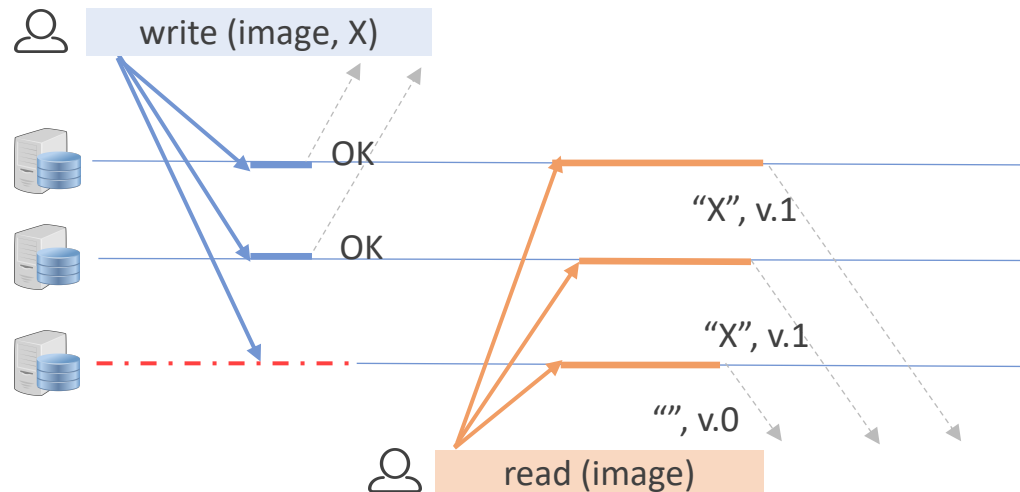 write (image, X)
OK
“X”, v.1
OK
“X”, v.1
“”, v.0
read (image)